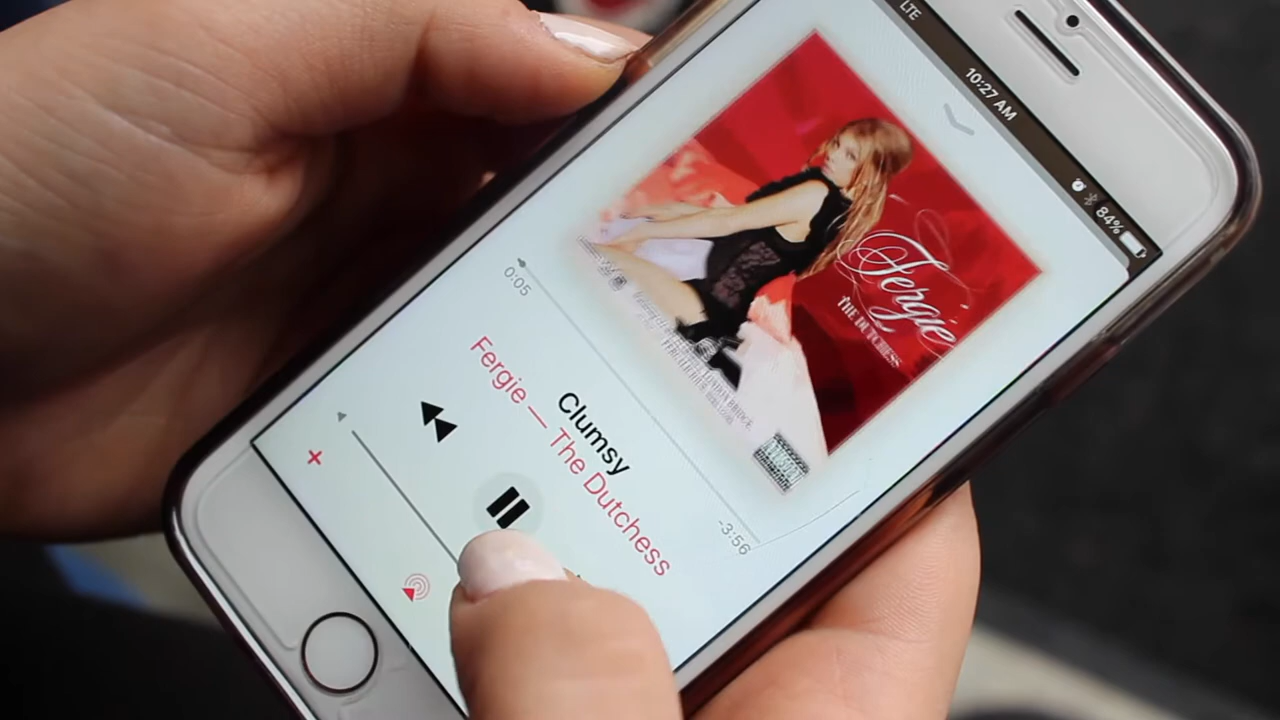 LTE
10:27 AM
84%
Fergie
THE DUTCHESS
0:05
-3:56
Clumsy
Fergie — The Dutchess